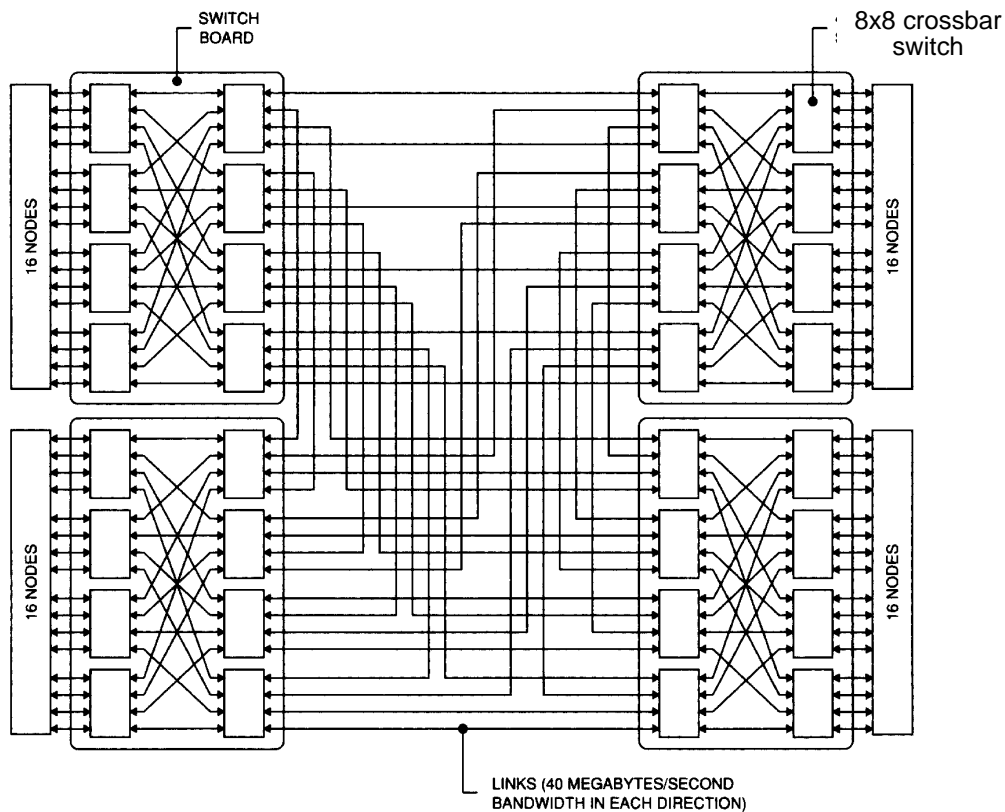 SWITCH
BOARD
8x8 crossbar
switch
16 NODES
16 NODES
16 NODES
16 NODES
LINKS (40 MEGABYTES/SECOND
BANDWIDTH IN EACH DIRECTION)